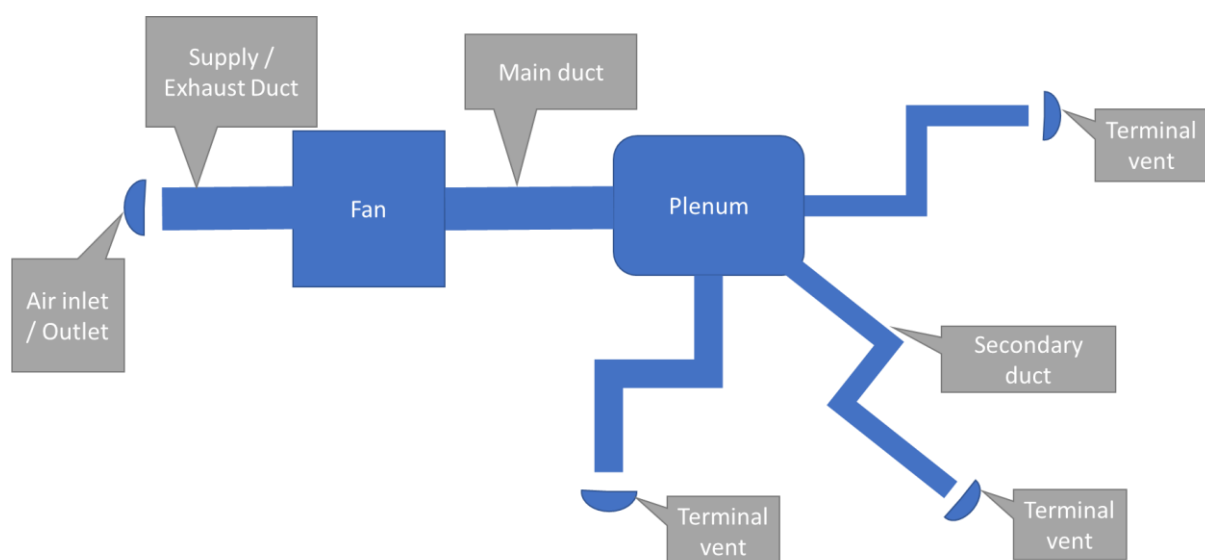 Supply /
Exhaust Duct
Main duct
Terminal
vent
Fan
Plenum
Air inlet
/ Outlet
Secondary
duct
Terminal
vent
Terminal
vent